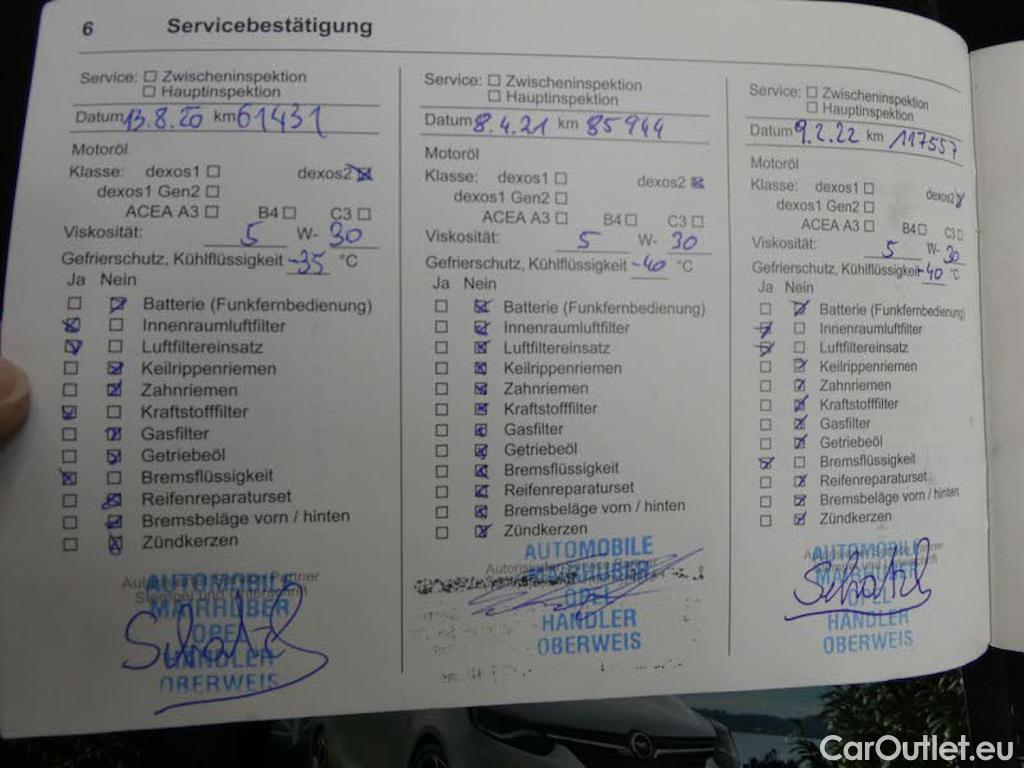 6 Servicebestätigung
Service: ☐ Zwischeninspektion
☐ Hauptinspektion
Datum 13.8.20 km 61431
Motoröl
Klasse: dexos1 ☐ dexos2 ☒
dexos1 Gen2 ☐
ACEA A3 ☐ B4 ☐ C3 ☐
Viskosität: 5 W- 30
Gefrierschutz, Kühlflüssigkeit -35 °C
Ja Nein
☐ ☒ Batterie (Funkfernbedienung)
☒ ☐ Innenraumluftfilter
☒ ☐ Luftfiltereinsatz
☐ ☒ Keilrippenriemen
☐ ☒ Zahnriemen
☒ ☐ Kraftstofffilter
☐ ☒ Gasfilter
☐ ☒ Getriebeöl
☒ ☐ Bremsflüssigkeit
☐ ☒ Reifenreparaturset
☐ ☒ Bremsbeläge vorn / hinten
☐ ☒ Zündkerzen
AUTOMOBILE
MAIRHUBER
OPEL
HÄNDLER
OBERWEIS
Service: ☐ Zwischeninspektion
☐ Hauptinspektion
Datum 8.4.21 km 85944
Motoröl
Klasse: dexos1 ☐ dexos2 ☒
dexos1 Gen2 ☐
ACEA A3 ☐ B4 ☐ C3 ☐
Viskosität: 5 W- 30
Gefrierschutz, Kühlflüssigkeit -40 °C
Ja Nein
☐ ☒ Batterie (Funkfernbedienung)
☐ ☒ Innenraumluftfilter
☐ ☒ Luftfiltereinsatz
☐ ☒ Keilrippenriemen
☐ ☒ Zahnriemen
☐ ☒ Kraftstofffilter
☐ ☒ Gasfilter
☐ ☒ Getriebeöl
☐ ☒ Bremsflüssigkeit
☐ ☒ Reifenreparaturset
☐ ☒ Bremsbeläge vorn / hinten
☐ ☒ Zündkerzen
AUTOMOBILE
MAIRHUBER
OPEL
HÄNDLER
OBERWEIS
Service: ☐ Zwischeninspektion
☐ Hauptinspektion
Datum 9.2.22 km 117557
Motoröl
Klasse: dexos1 ☐ dexos2 ☒
dexos1 Gen2 ☐
ACEA A3 ☐ B4 ☐ C3 ☐
Viskosität: 5 W- 30
Gefrierschutz, Kühlflüssigkeit -40 °C
Ja Nein
☐ ☒ Batterie (Funkfernbedienung)
☒ ☐ Innenraumluftfilter
☒ ☐ Luftfiltereinsatz
☐ ☒ Keilrippenriemen
☐ ☒ Zahnriemen
☐ ☒ Kraftstofffilter
☐ ☒ Gasfilter
☐ ☒ Getriebeöl
☒ ☐ Bremsflüssigkeit
☐ ☒ Reifenreparaturset
☐ ☒ Bremsbeläge vorn / hinten
☐ ☒ Zündkerzen
AUTOMOBILE
MAIRHUBER
OPEL
HÄNDLER
OBERWEIS
CarOutlet.eu